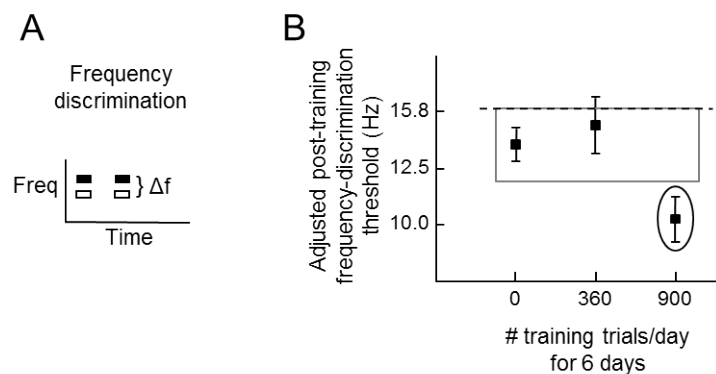 A
Frequency
discrimination
Freq
} Δf
Time
B
Adjusted post-training
frequency-discrimination
threshold (Hz)
15.8
12.5
10.0
0 360 900
# training trials/day
for 6 days